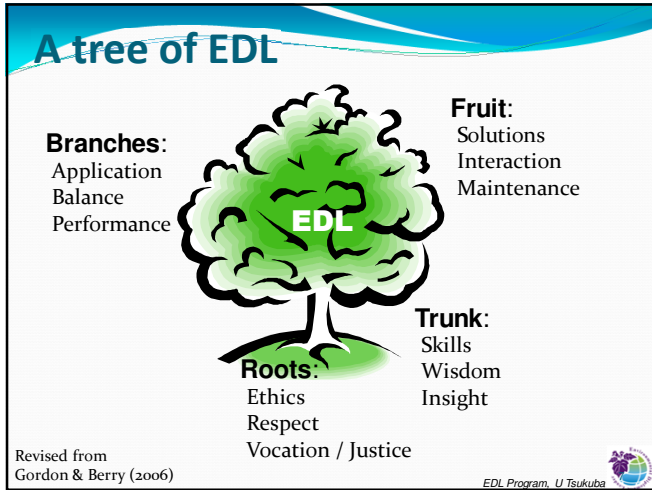 A tree of EDL
Branches:
Application
Balance
Performance
Fruit:
Solutions
Interaction
Maintenance
EDL
Trunk:
Skills
Wisdom
Insight
Roots:
Ethics
Respect
Vocation / Justice
Revised from
Gordon & Berry (2006)
EDL Program, U Tsukuba